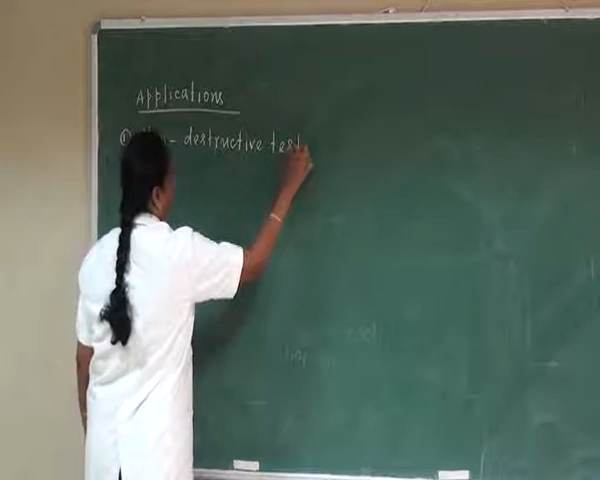 Applications
① - destructive test